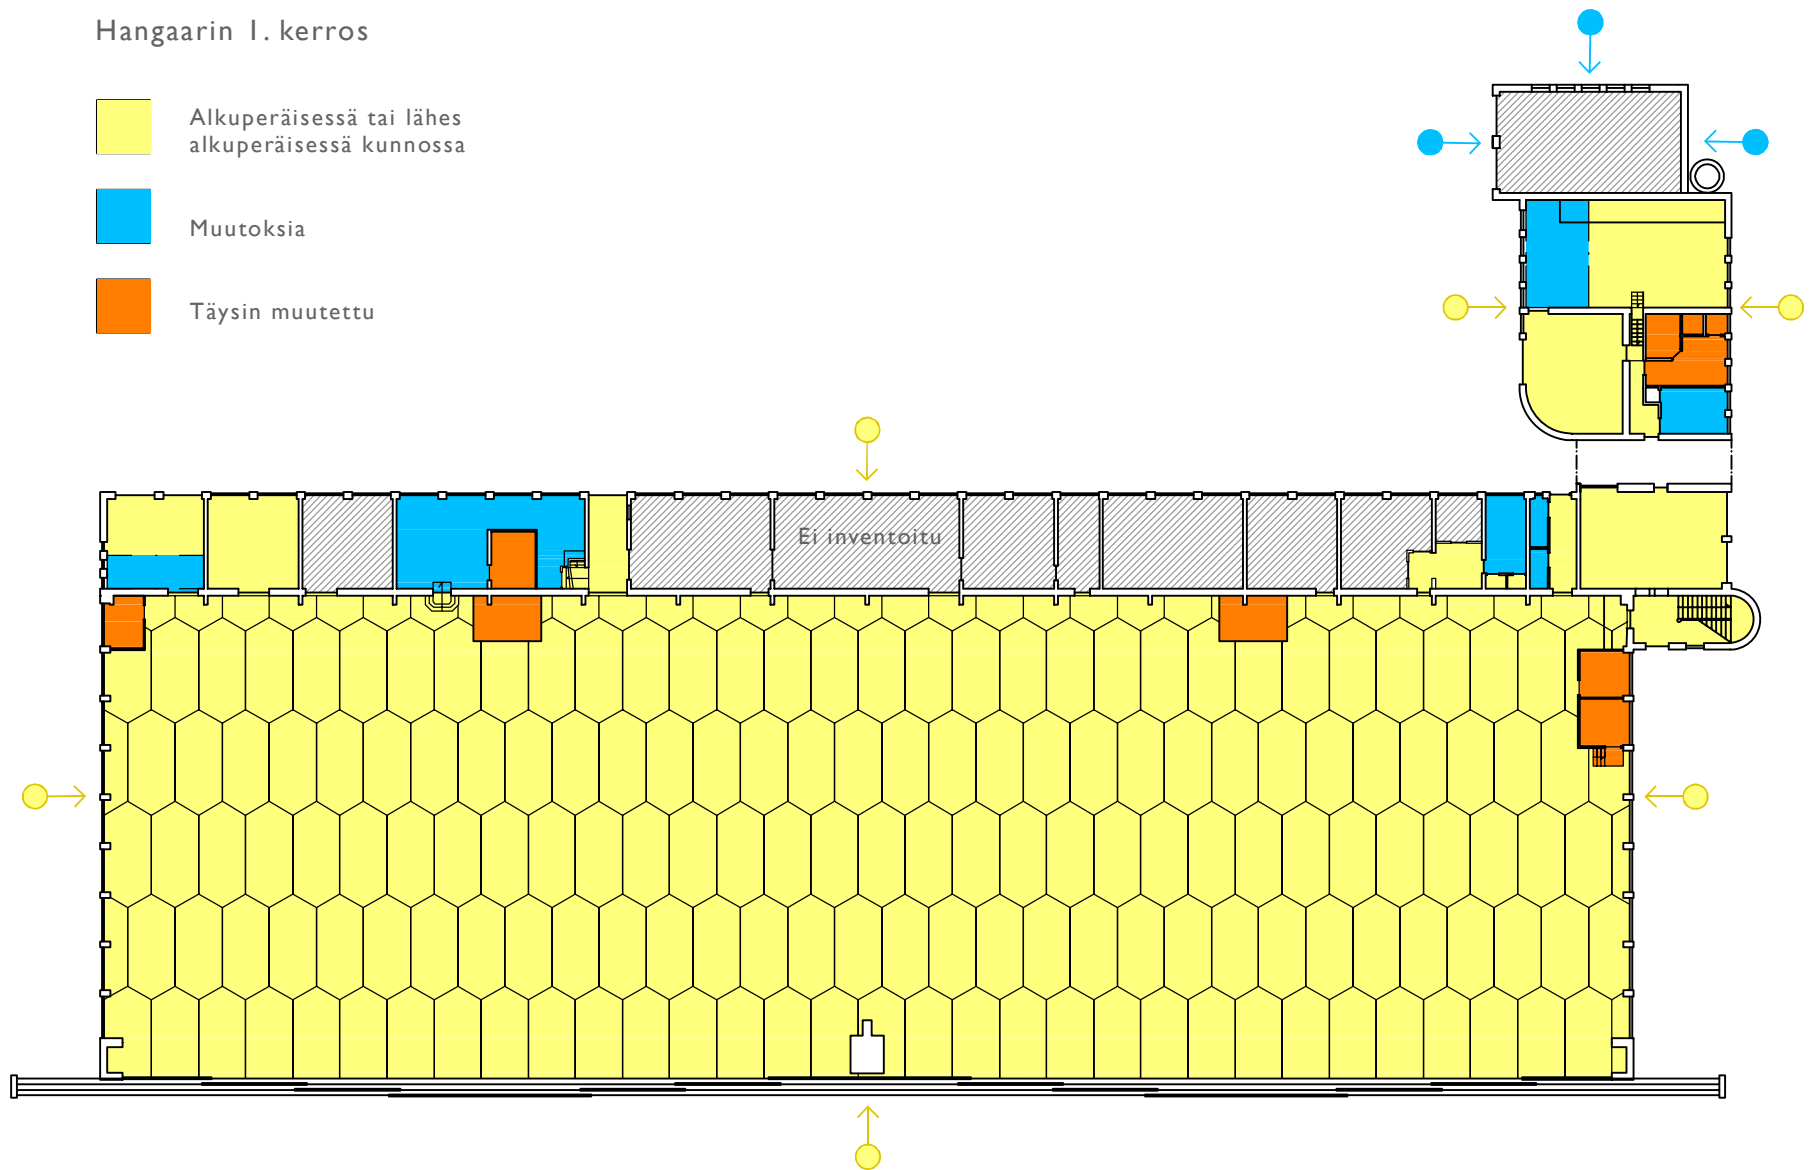 Hangaarin 1. kerros
Alkuperäisessä tai lähes
alkuperäisessä kunnossa
Muutoksia
Täysin muutettu
Ei inventoitu